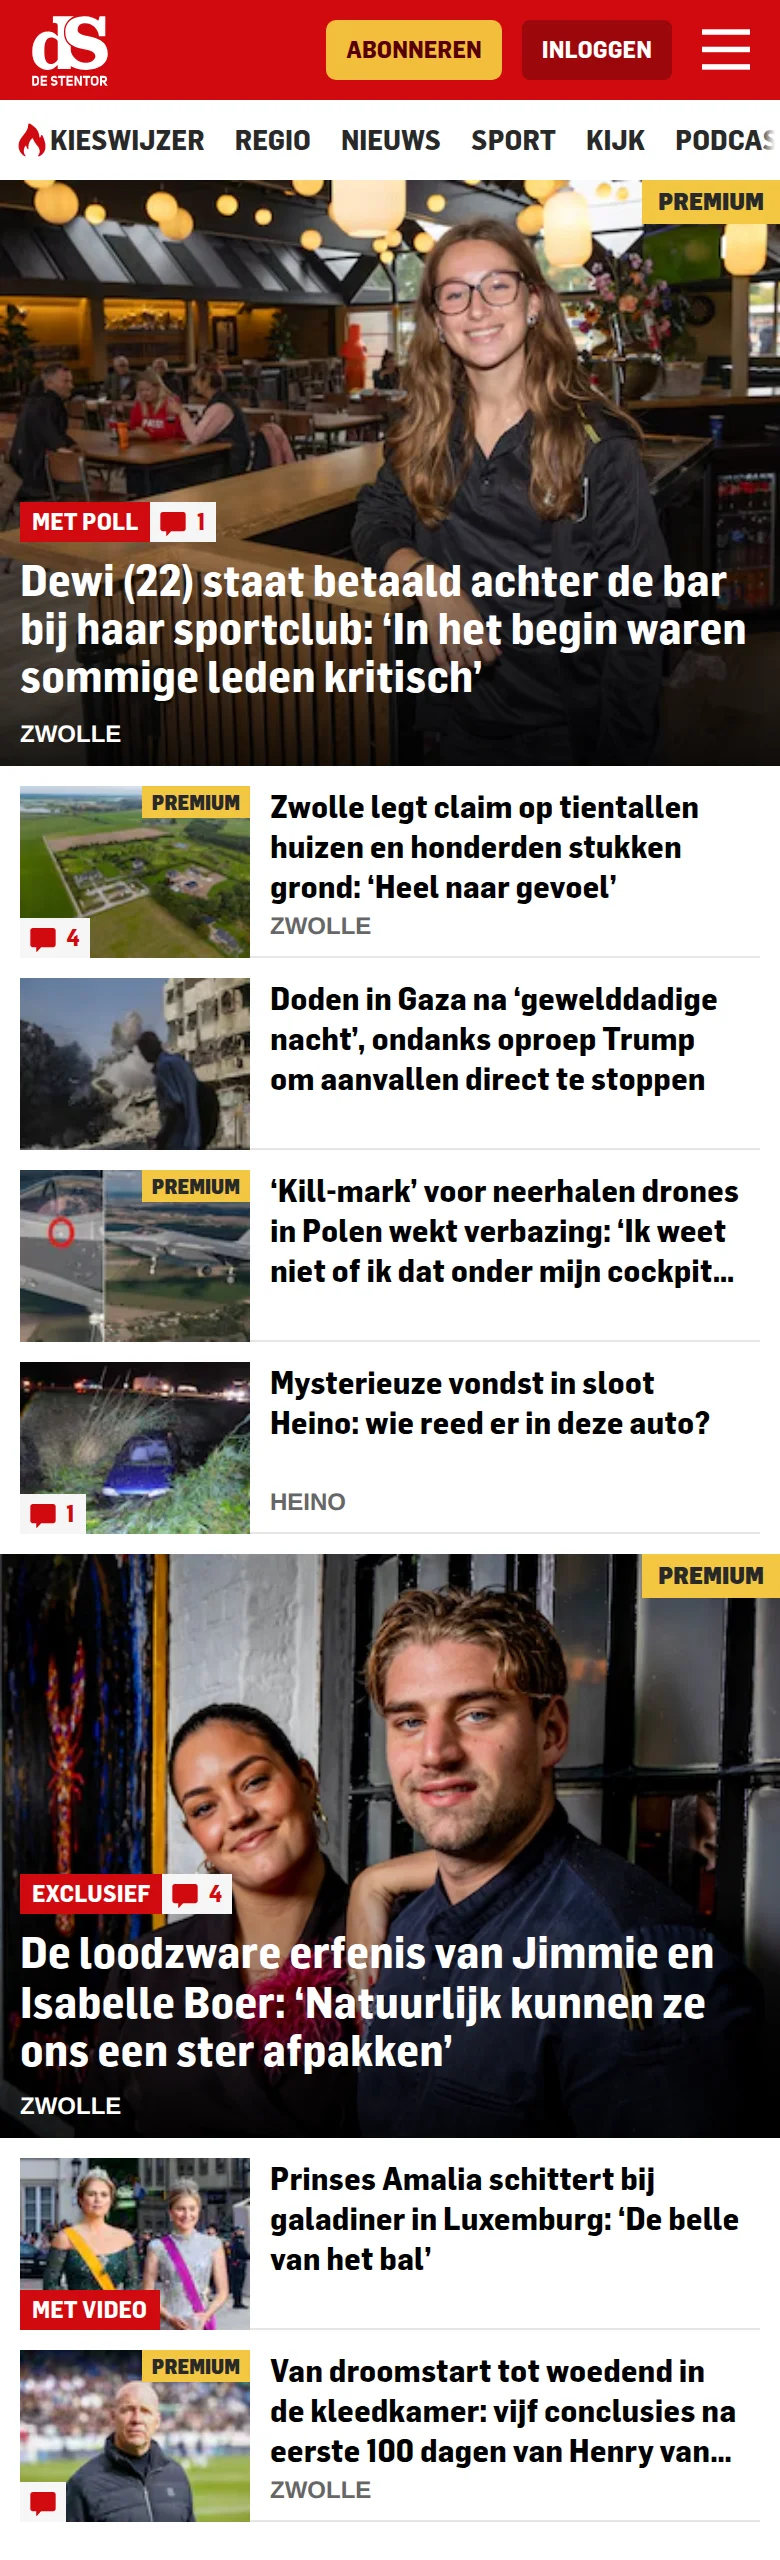 dS
DE STENTOR
ABONNEREN
INLOGGEN
KIESWIJZER REGIO NIEUWS SPORT KIJK PODCAS
PREMIUM
MET POLL 1
Dewi (22) staat betaald achter de bar
bij haar sportclub: ‘In het begin waren
sommige leden kritisch’
ZWOLLE
PREMIUM
4
Zwolle legt claim op tientallen
huizen en honderden stukken
grond: ‘Heel naar gevoel’
ZWOLLE
Doden in Gaza na ‘gewelddadige
nacht’, ondanks oproep Trump
om aanvallen direct te stoppen
PREMIUM
‘Kill-mark’ voor neerhalen drones
in Polen wekt verbazing: ‘Ik weet
niet of ik dat onder mijn cockpit...
1
Mysterieuze vondst in sloot
Heino: wie reed er in deze auto?
HEINO
PREMIUM
EXCLUSIEF 4
De loodzware erfenis van Jimmie en
Isabelle Boer: ‘Natuurlijk kunnen ze
ons een ster afpakken’
ZWOLLE
MET VIDEO
Prinses Amalia schittert bij
galadiner in Luxemburg: ‘De belle
van het bal’
PREMIUM
Van droomstart tot woedend in
de kleedkamer: vijf conclusies na
eerste 100 dagen van Henry van...
ZWOLLE